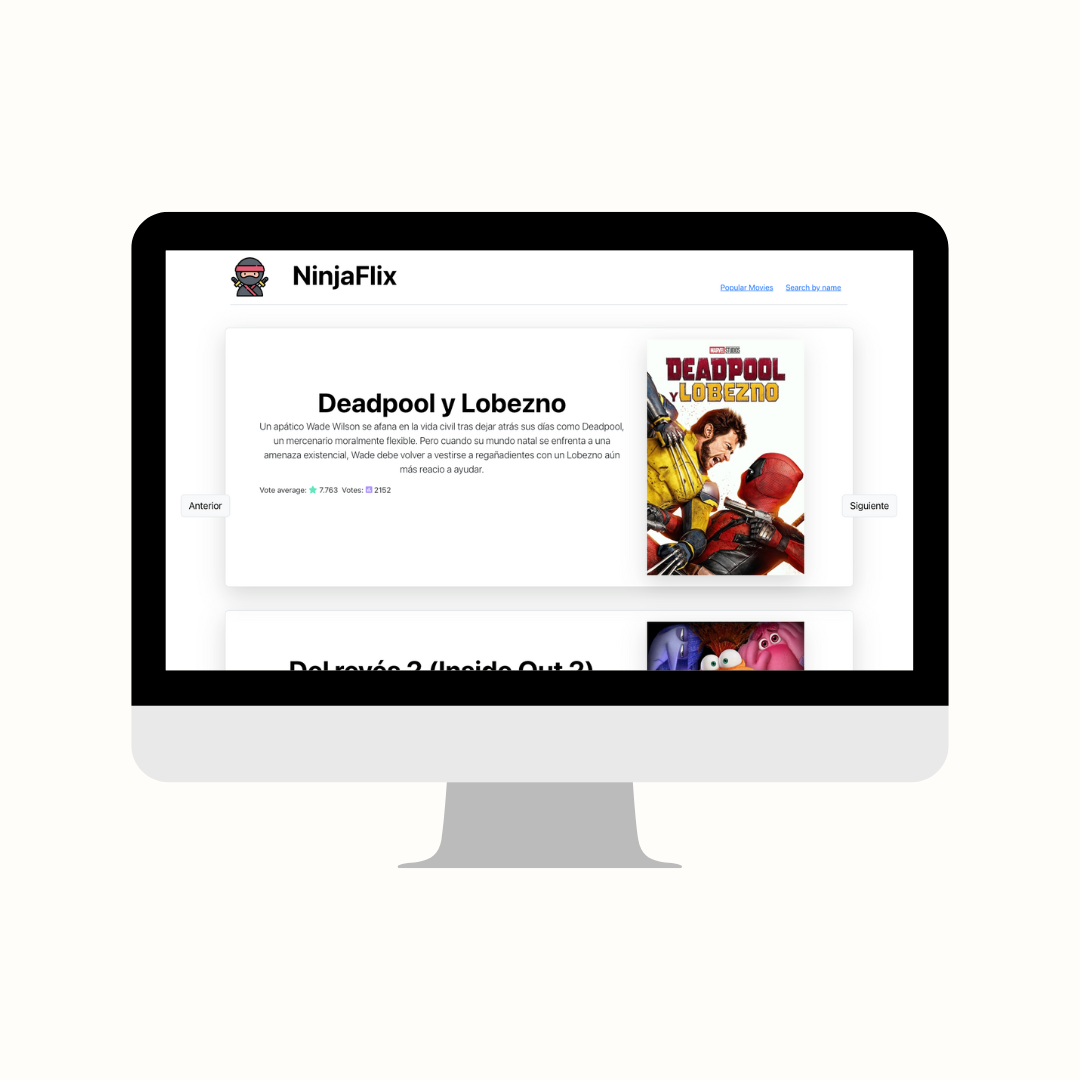 NinjaFlix
Popular Movies
Search by name
MARVEL STUDIOS
DEADPOOL
Y LOBEZNO
Deadpool y Lobezno
Un apático Wade Wilson se afana en la vida civil tras dejar atrás sus días como Deadpool,
un mercenario moralmente flexible. Pero cuando su mundo natal se enfrenta a una
amenaza existencial, Wade debe volver a vestirse a regañadientes con un Lobezno aún
más reacio a ayudar.
Vote average: 7.763 Votes: 2152
Anterior
Siguiente
Del revés 2 (Inside Out 2)